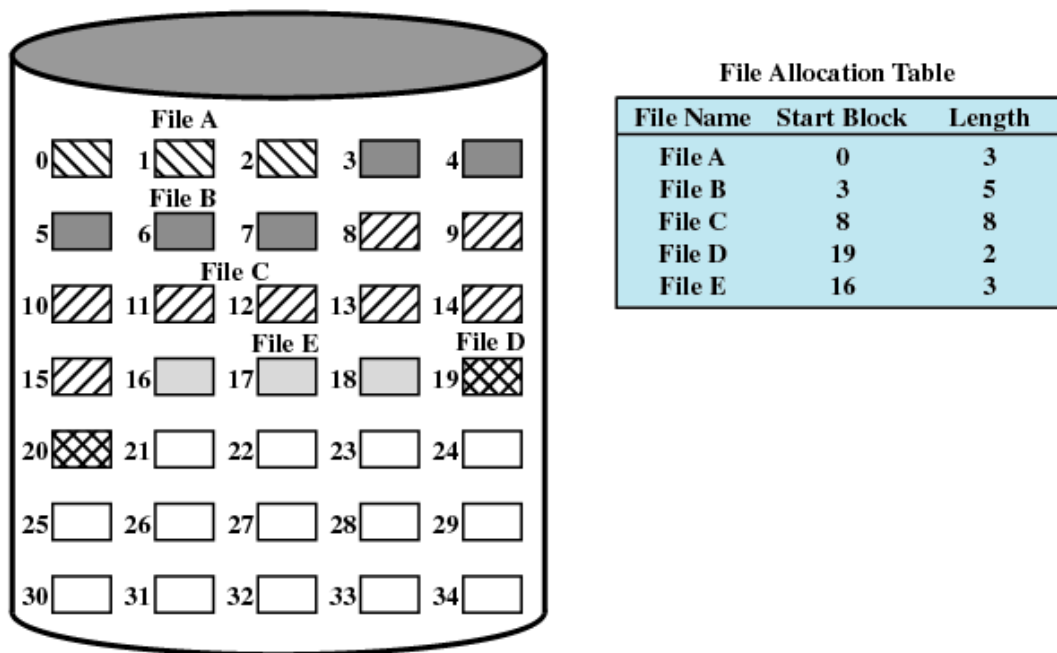 File A
0 1 2 3 4
File B
5 6 7 8 9
File C
10 11 12 13 14
File E File D
15 16 17 18 19
20 21 22 23 24
25 26 27 28 29
30 31 32 33 34
File Allocation Table
File Name Start Block Length
File A 0 3
File B 3 5
File C 8 8
File D 19 2
File E 16 3